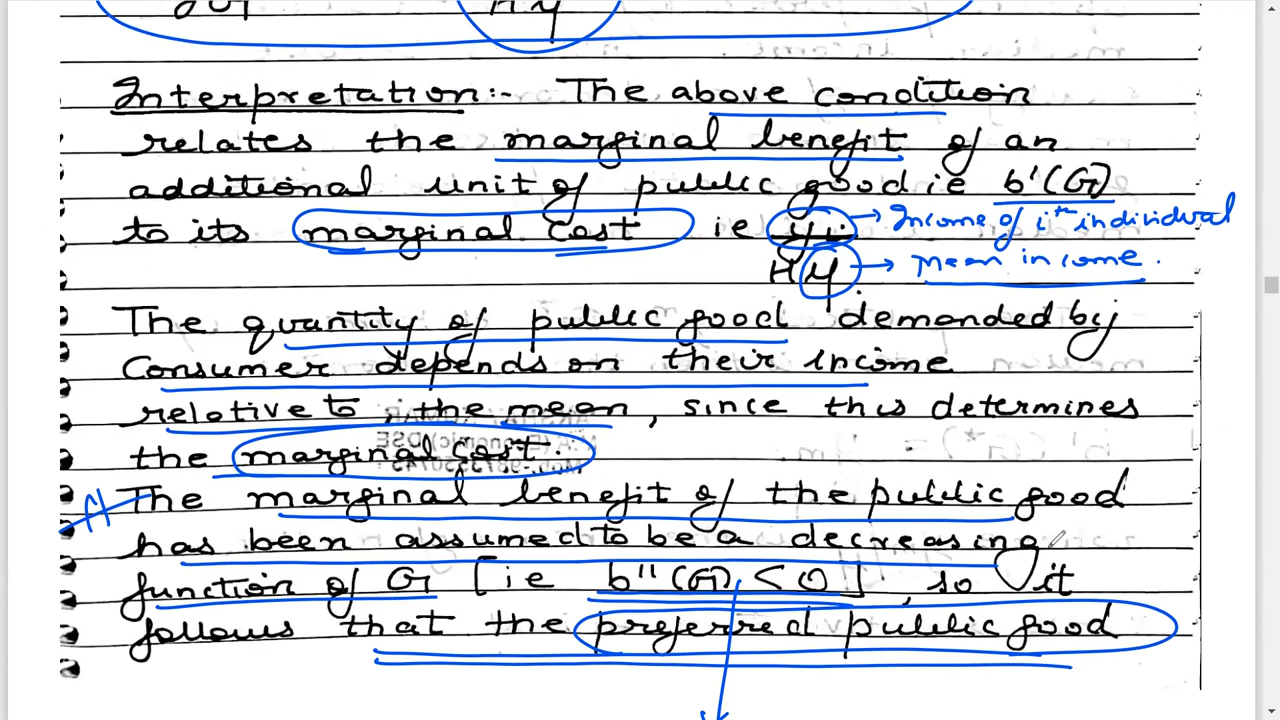 Interpretation:- The above condition
relates the marginal benefit of an
additional unit of public good ie b'(G)
to its marginal cost ie yi → Income of ith individual
Hy → Mean income.
The quantity of public good demanded by
Consumer depends on their income
relative to the mean, since this determines
the marginal cost.
The marginal benefit of the public good
has been assumed to be a decreasing
function of G [ie b''(G) < 0], so it
follows that the preferred public good